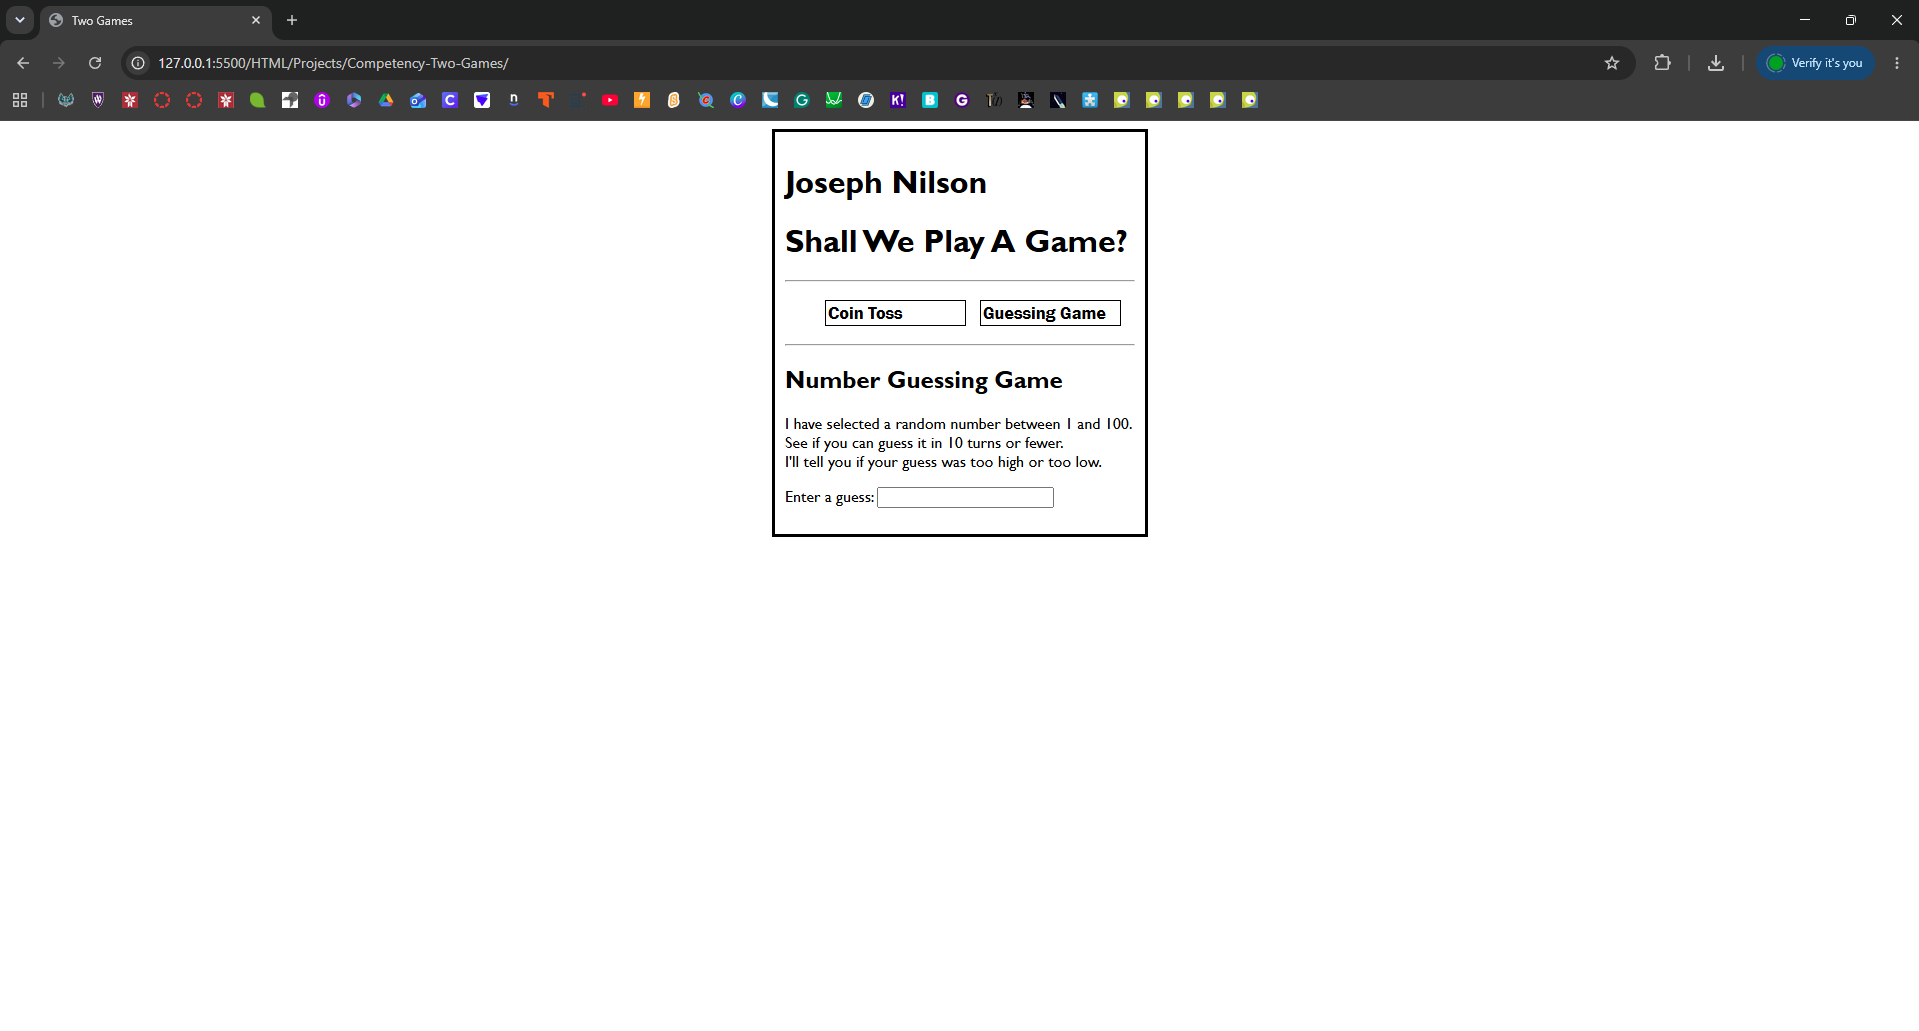 Two Games
127.0.0.1:5500/HTML/Projects/Competency-Two-Games/
Verify it's you
Joseph Nilson
Shall We Play A Game?
Coin Toss Guessing Game
Number Guessing Game
I have selected a random number between 1 and 100.
See if you can guess it in 10 turns or fewer.
I'll tell you if your guess was too high or too low.
Enter a guess: